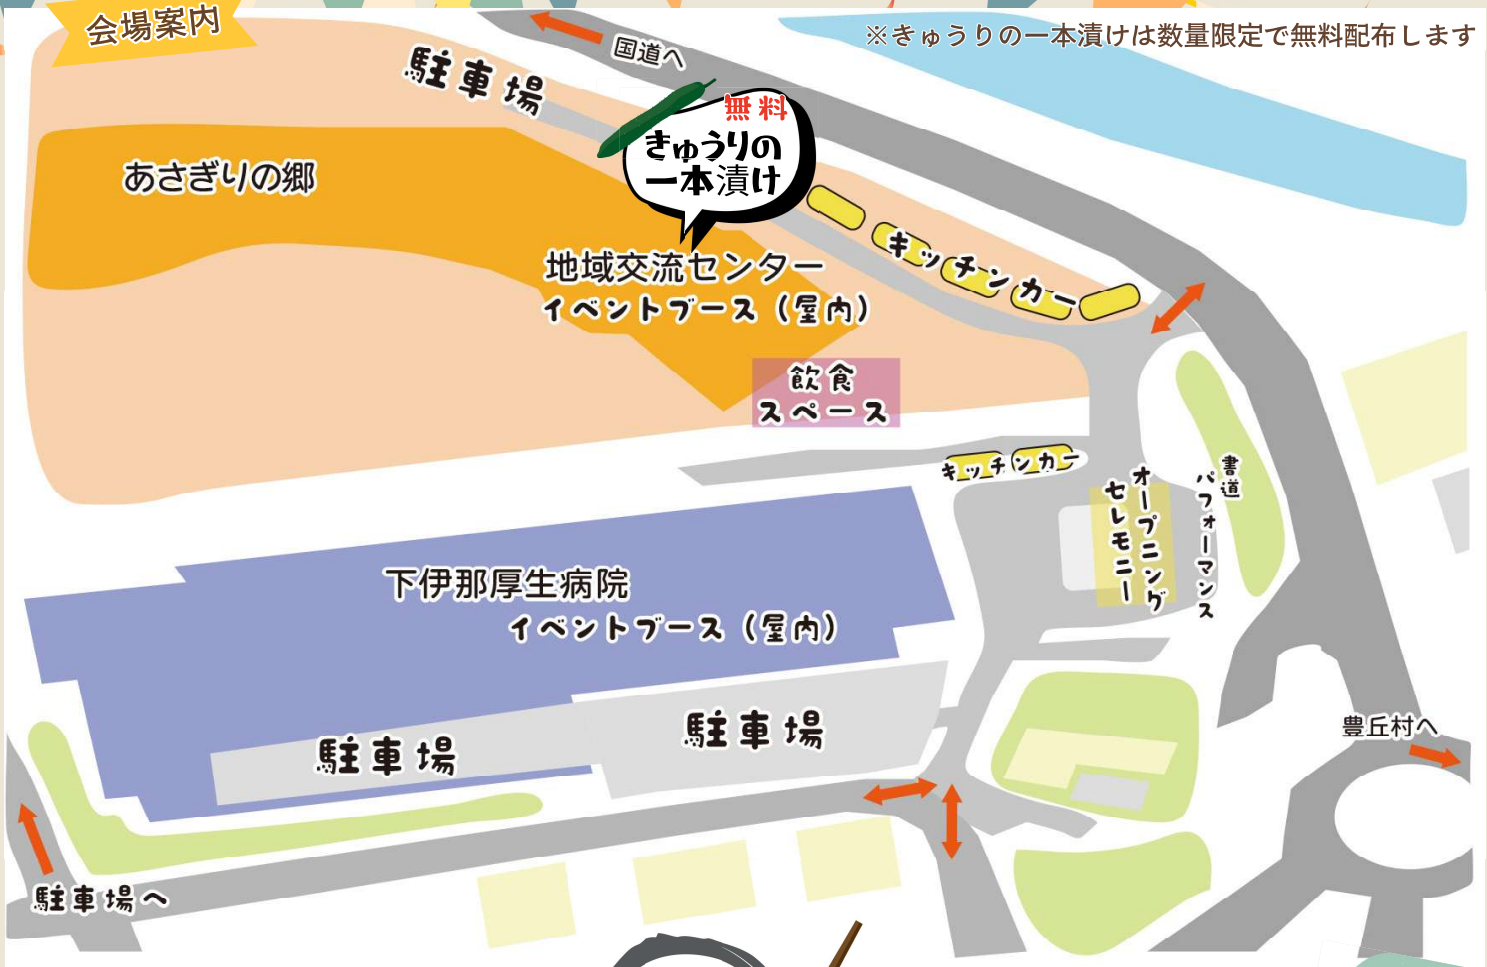 会場案内
※きゅうりの一本漬けは数量限定で無料配布します
国道へ
駐車場
無料
きゅうりの
一本漬け
あさぎりの郷
キッチンカー
地域交流センター
イベントブース（屋内）
飲食
スペース
キッチンカー
書道
パフォーマンス
オープニング
セレモニー
下伊那厚生病院
イベントブース（屋内）
駐車場
駐車場
豊丘村へ
駐車場へ